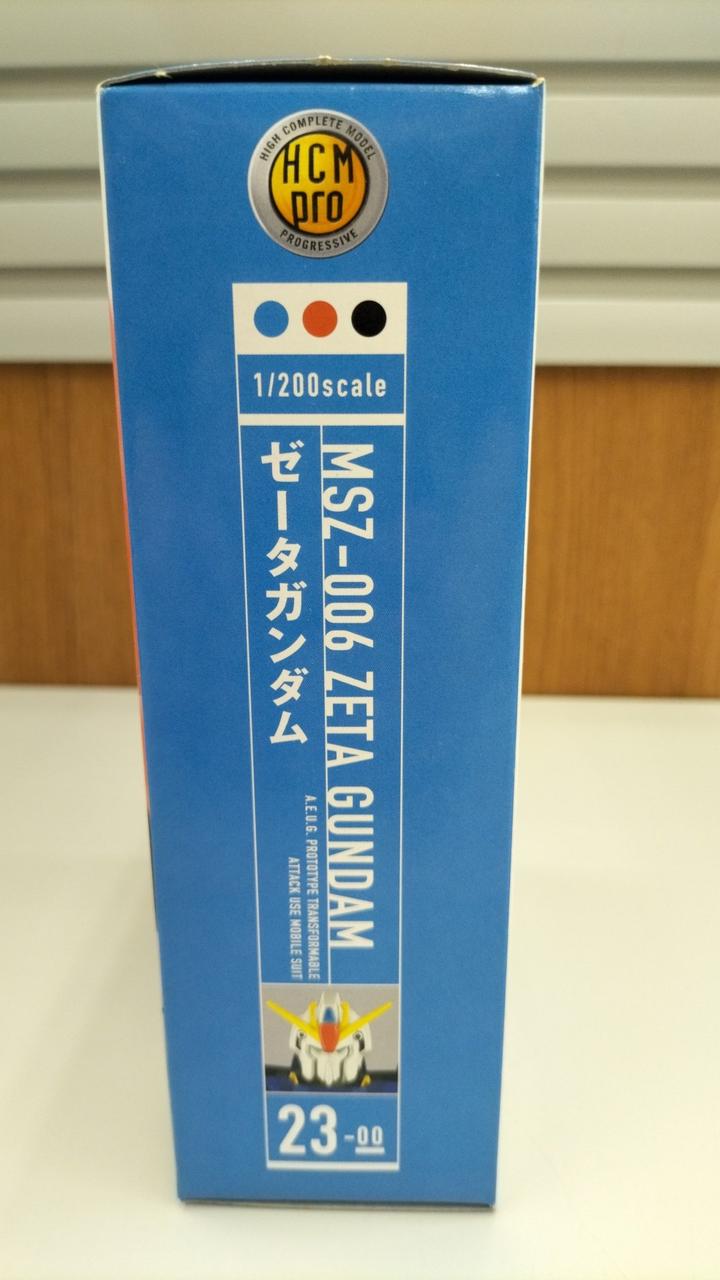 HIGH COMPLETE MODEL
HCM
pro
PROGRESSIVE
1/200scale
MSZ-006 ZETA GUNDAM
ゼータガンダム
A.E.U.G. PROTOTYPE TRANSFORMABLE
ATTACK USE MOBILE SUIT
23-00